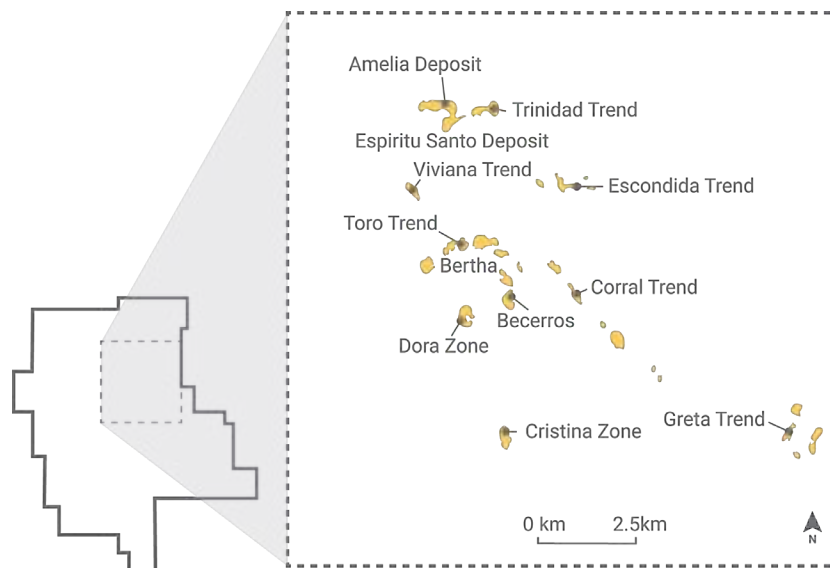 Amelia Deposit
Trinidad Trend
Espiritu Santo Deposit
Viviana Trend
Escondida Trend
Toro Trend
Bertha
Corral Trend
Becerros
Dora Zone
Greta Trend
Cristina Zone
0 km 2.5km
N